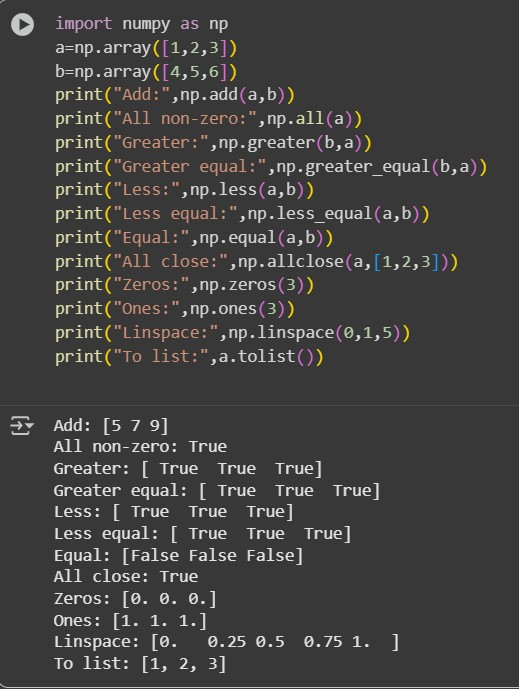 import numpy as np
a=np.array([1,2,3])
b=np.array([4,5,6])
print("Add:",np.add(a,b))
print("All non-zero:",np.all(a))
print("Greater:",np.greater(b,a))
print("Greater equal:",np.greater_equal(b,a))
print("Less:",np.less(a,b))
print("Less equal:",np.less_equal(a,b))
print("Equal:",np.equal(a,b))
print("All close:",np.allclose(a,[1,2,3]))
print("Zeros:",np.zeros(3))
print("Ones:",np.ones(3))
print("Linspace:",np.linspace(0,1,5))
print("To list:",a.tolist())
Add: [5 7 9]
All non-zero: True
Greater: [ True  True  True]
Greater equal: [ True  True  True]
Less: [ True  True  True]
Less equal: [ True  True  True]
Equal: [False False False]
All close: True
Zeros: [0. 0. 0.]
Ones: [1. 1. 1.]
Linspace: [0.   0.25 0.5  0.75 1.  ]
To list: [1, 2, 3]